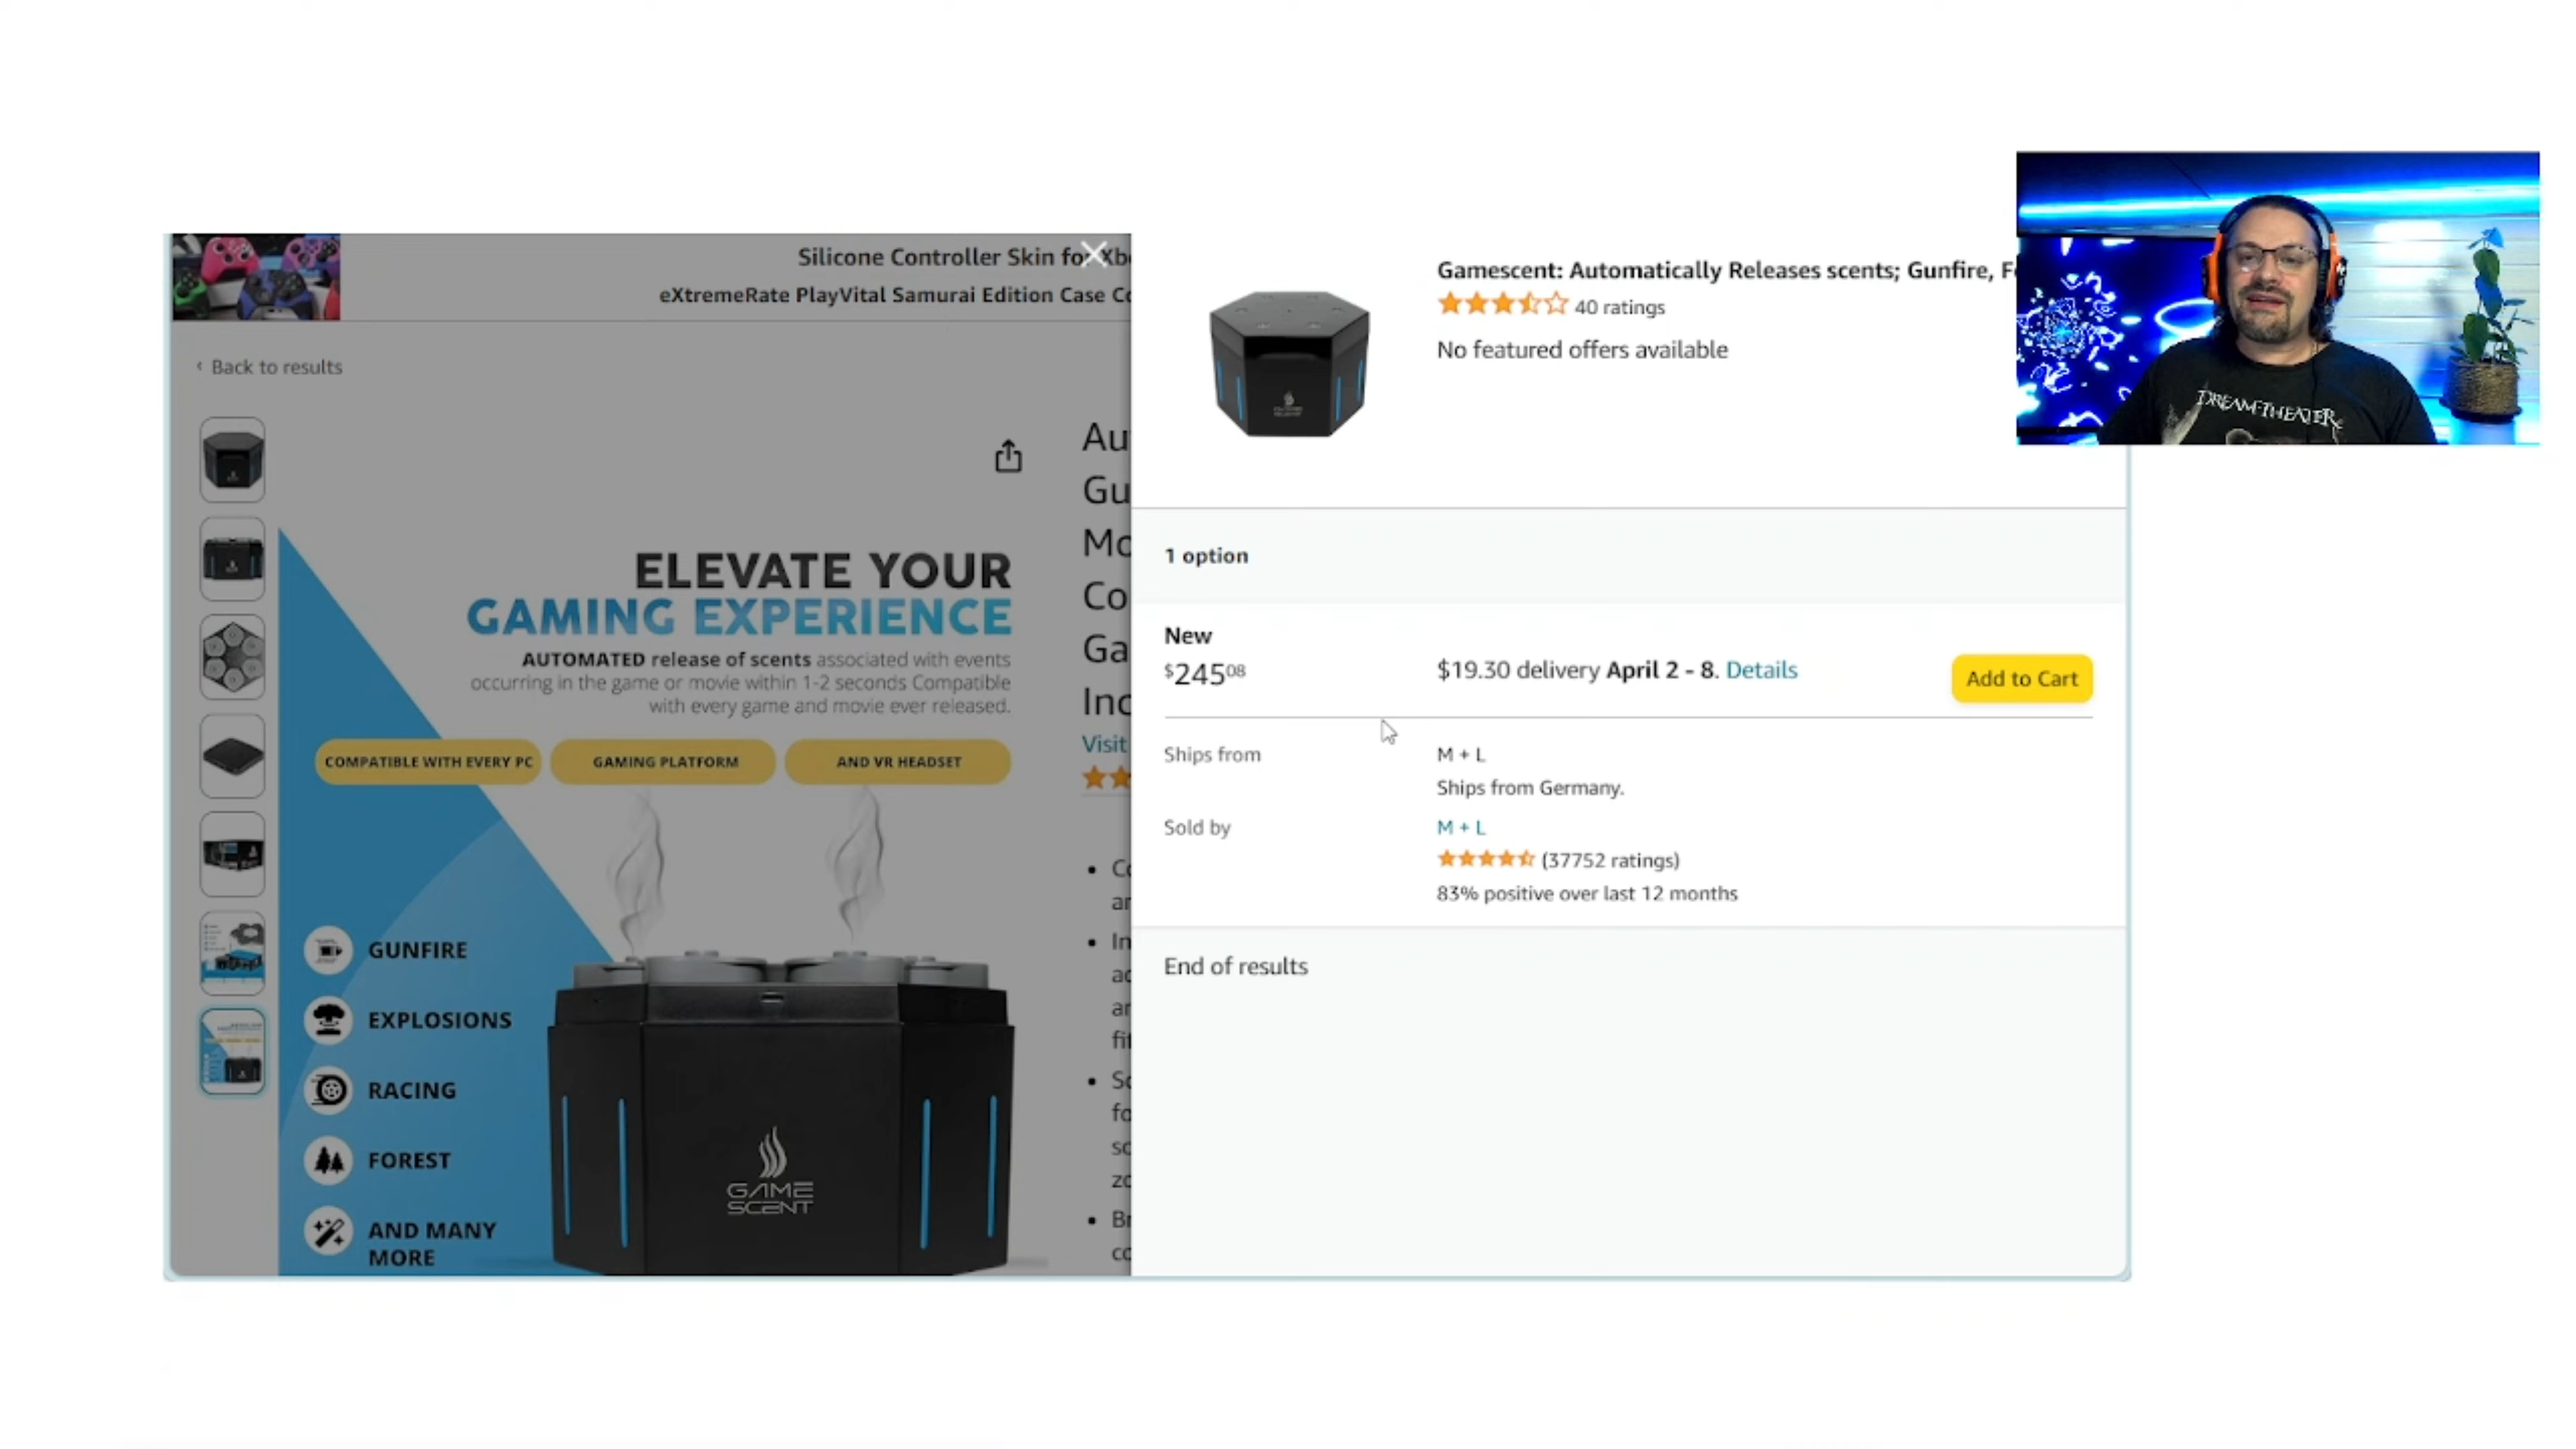 Silicone Controller Skin for Xb
eXtremeRate PlayVital Samurai Edition Case Co
‹ Back to results
Au
Gu
Mo
Co
Ga
Inc
Visit
ELEVATE YOUR
GAMING EXPERIENCE
AUTOMATED release of scents associated with events
occurring in the game or movie within 1-2 seconds Compatible
with every game and movie ever released.
COMPATIBLE WITH EVERY PC
GAMING PLATFORM
AND VR HEADSET
GUNFIRE
EXPLOSIONS
RACING
FOREST
AND MANY
MORE
GAME
SCENT
Gamescent: Automatically Releases scents; Gunfire, F
40 ratings
No featured offers available
1 option
New
$24508
$19.30 delivery April 2 - 8. Details
Add to Cart
Ships from
M + L
Ships from Germany.
Sold by
M + L
(37752 ratings)
83% positive over last 12 months
End of results
DREAM THEATER